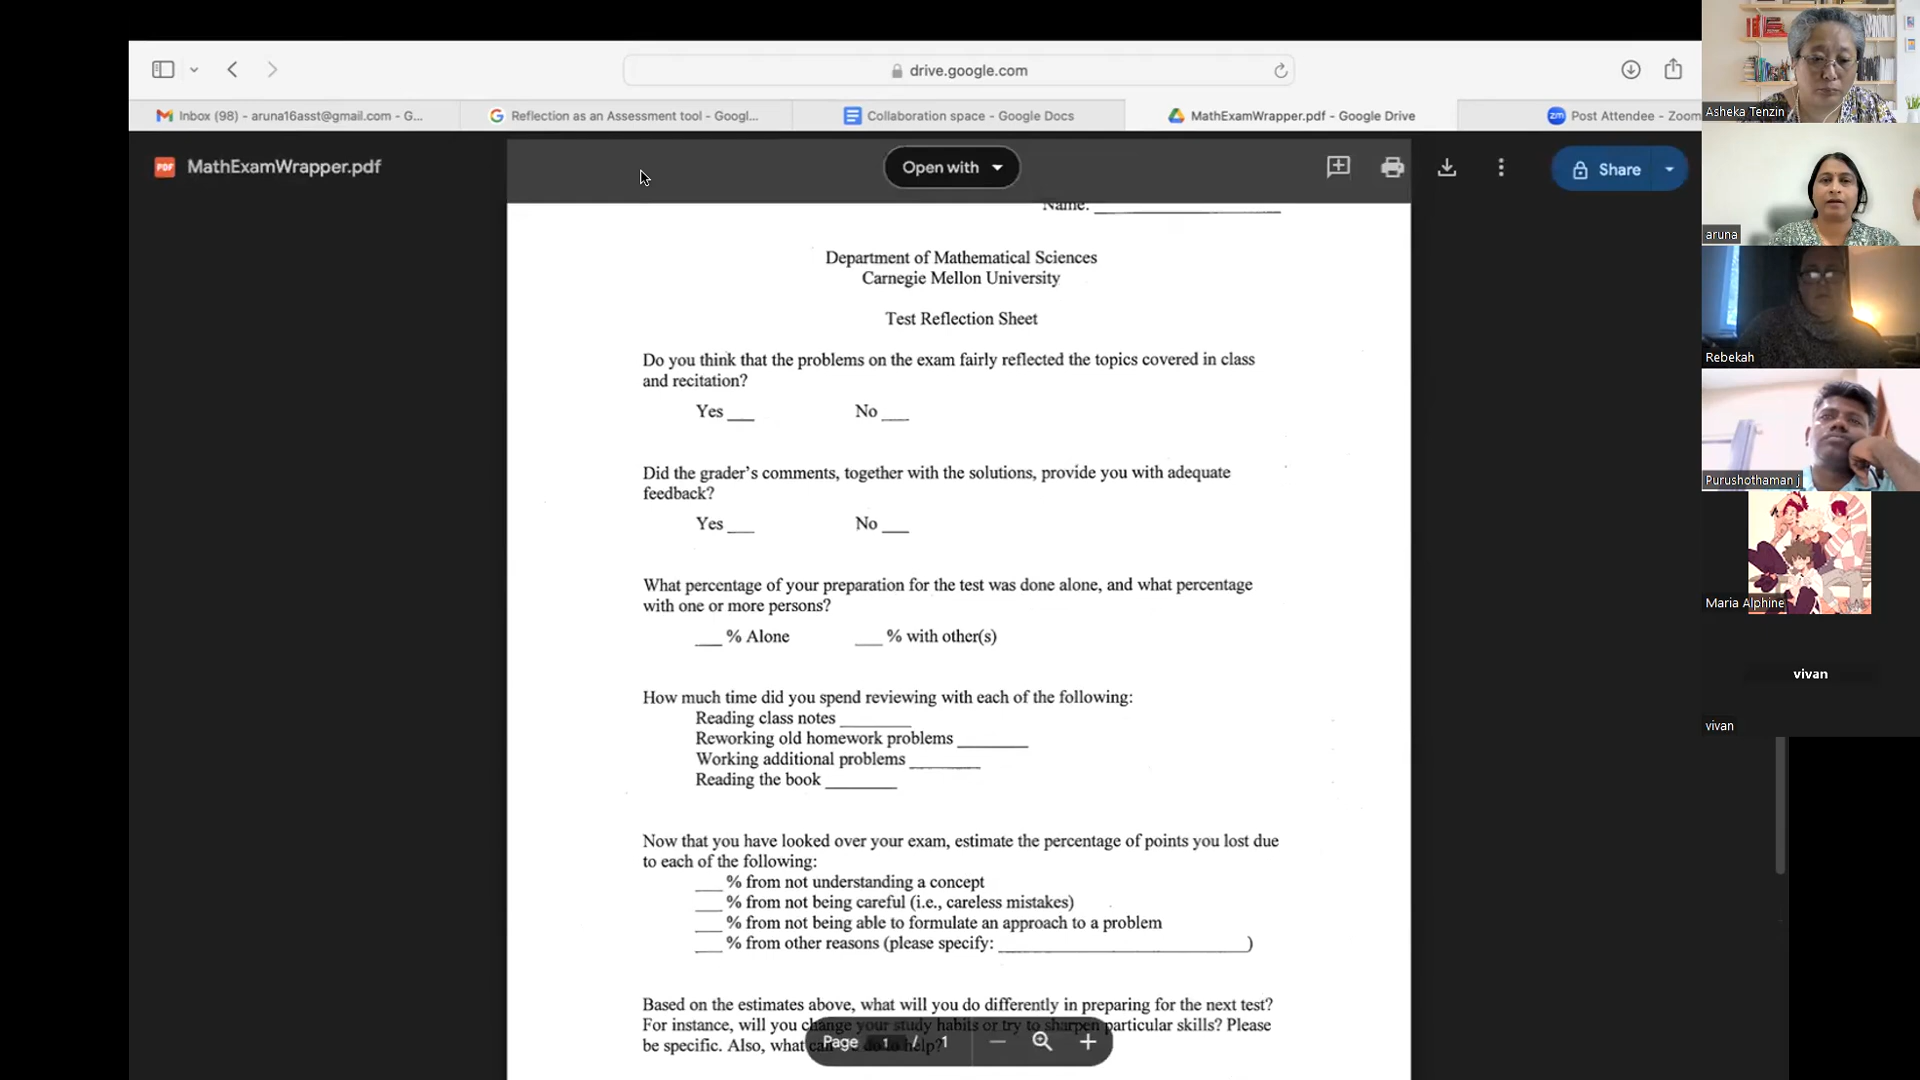 drive.google.com
Inbox (98) - aruna16asst@gmail.com - G...
Reflection as an Assessment tool - Googl...
Collaboration space - Google Docs
MathExamWrapper.pdf - Google Drive
zm Post Attendee - Zoom
PDF MathExamWrapper.pdf
Open with
Share
Name:
Department of Mathematical Sciences
Carnegie Mellon University
Test Reflection Sheet
Do you think that the problems on the exam fairly reflected the topics covered in class
and recitation?
Yes ___ No ___
Did the grader's comments, together with the solutions, provide you with adequate
feedback?
Yes ___ No ___
What percentage of your preparation for the test was done alone, and what percentage
with one or more persons?
___ % Alone ___ % with other(s)
How much time did you spend reviewing with each of the following:
Reading class notes ________
Reworking old homework problems ________
Working additional problems ________
Reading the book ________
Now that you have looked over your exam, estimate the percentage of points you lost due
to each of the following:
___ % from not understanding a concept
___ % from not being careful (i.e., careless mistakes)
___ % from not being able to formulate an approach to a problem
___ % from other reasons (please specify: ____________________________)
Based on the estimates above, what will you do differently in preparing for the next test?
For instance, will you change your study habits or try to sharpen particular skills? Please
be specific. Also, what can we do to help?
Page 1 / 1
Asheka Tenzin
aruna
Rebekah
Purushothaman j
Maria Alphine
vivan
vivan